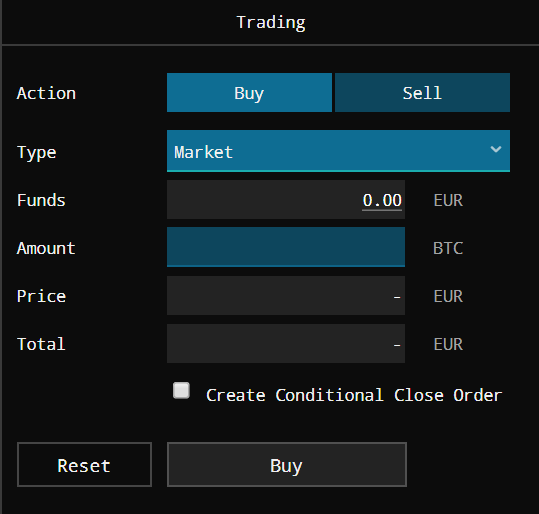 Trading
Action Buy Sell
Type Market
Funds 0.00 EUR
Amount BTC
Price - EUR
Total - EUR
Create Conditional Close Order
Reset Buy